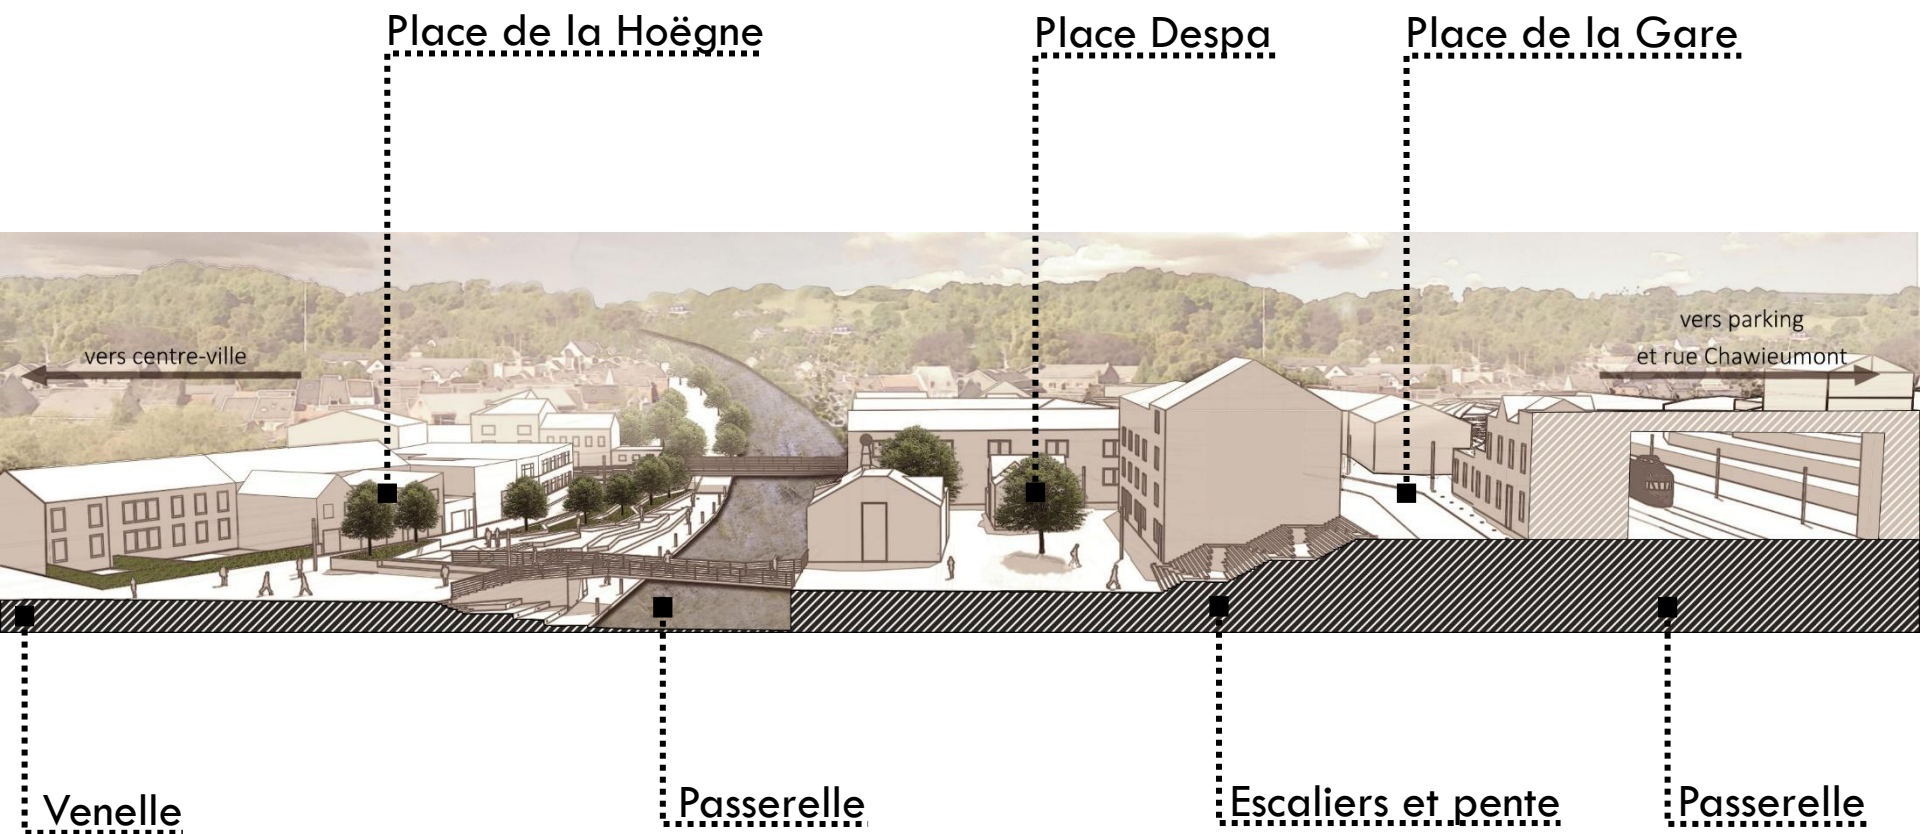 Place de la Hoëgne
Place Despa
Place de la Gare
vers centre-ville
vers parking
et rue Chawieumont
Venelle
Passerelle
Escaliers et pente
Passerelle